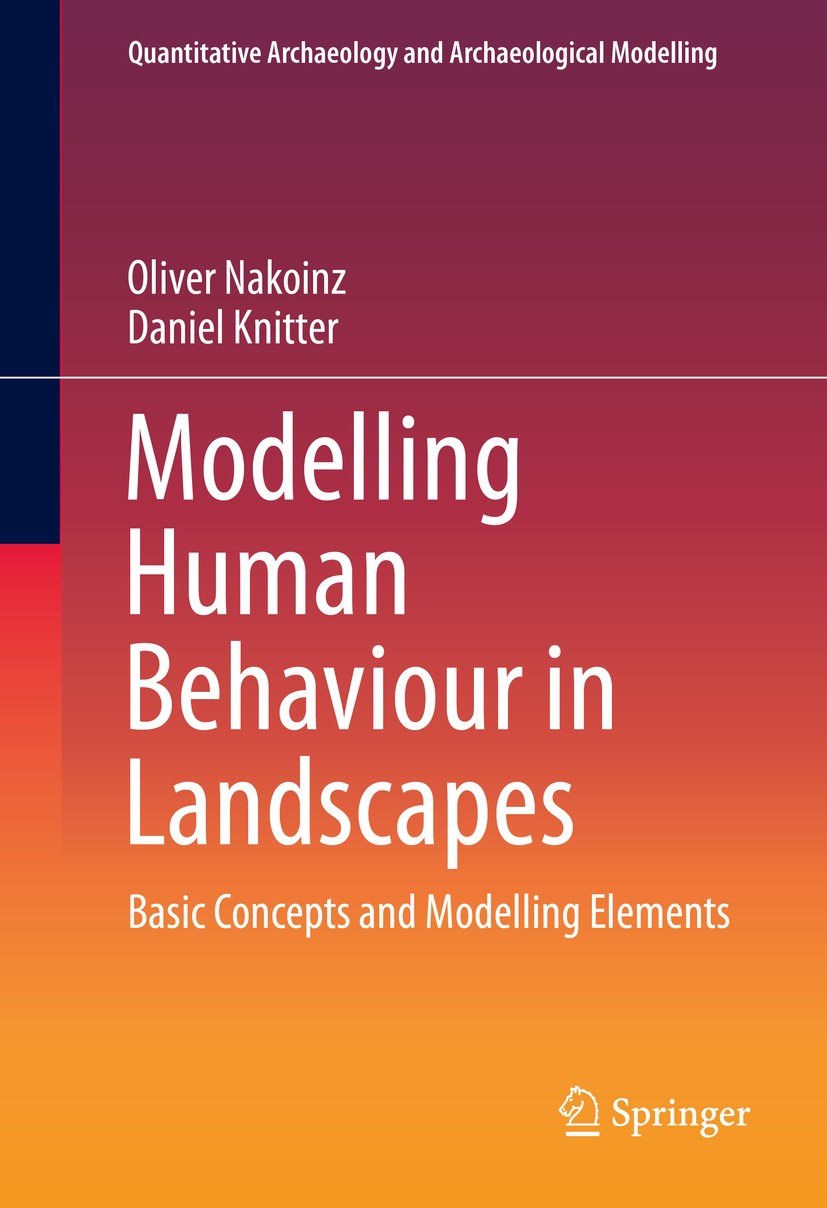 Quantitative Archaeology and Archaeological Modelling
Oliver Nakoinz
Daniel Knitter
Modelling
Human
Behaviour in
Landscapes
Basic Concepts and Modelling Elements
Springer